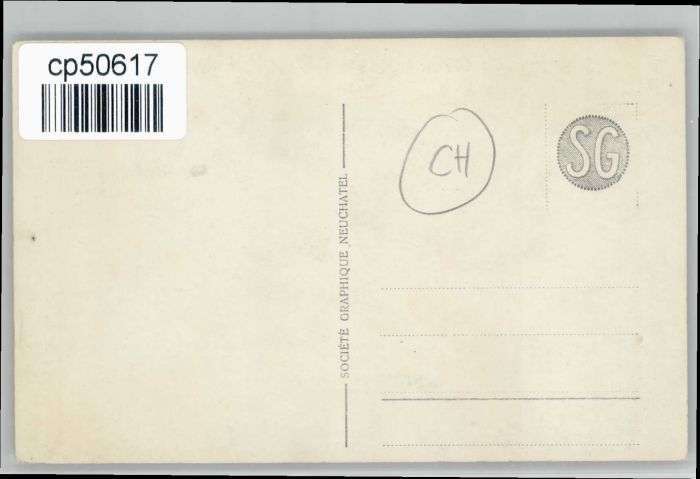 cp50617
CH
SG
SOCIÉTÉ GRAPHIQUE NEUCHATEL